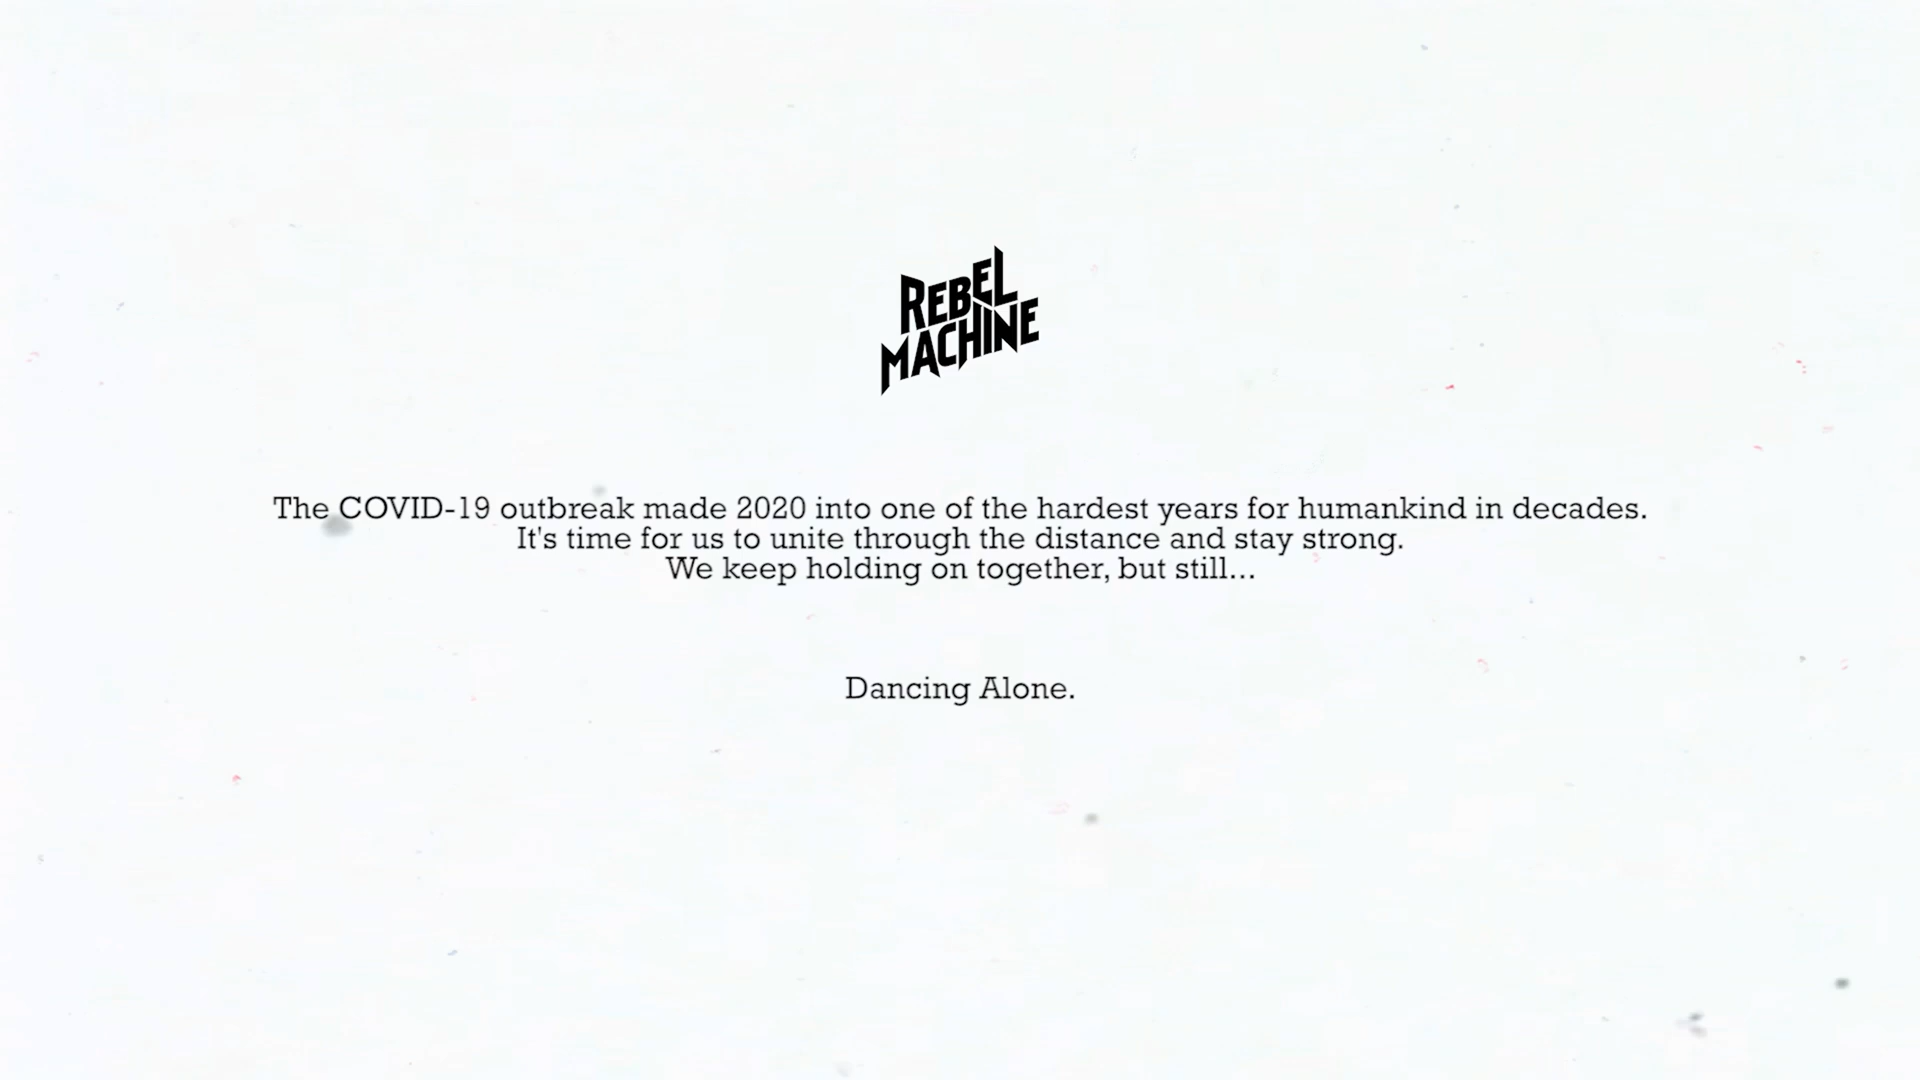 REBEL
MACHINE
The COVID-19 outbreak made 2020 into one of the hardest years for humankind in decades.
It's time for us to unite through the distance and stay strong.
We keep holding on together, but still...
Dancing Alone.